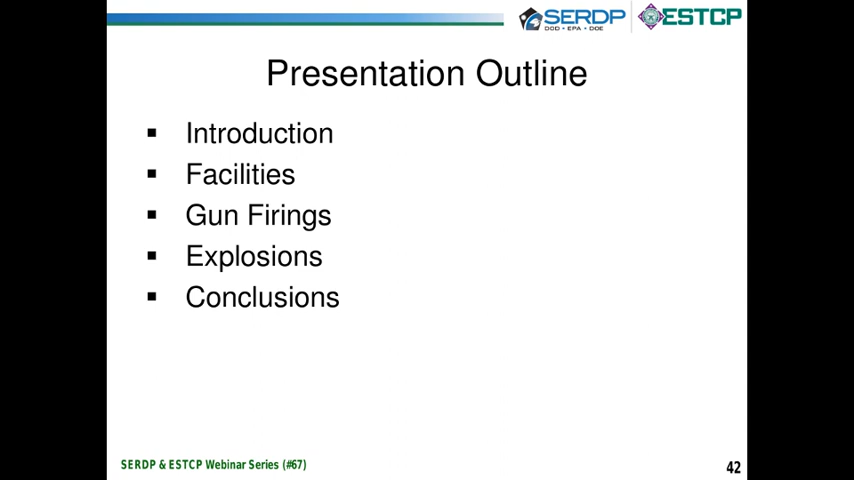 SERDP
DOD • EPA • DOE
ESTCP
Presentation Outline
▪ Introduction
▪ Facilities
▪ Gun Firings
▪ Explosions
▪ Conclusions
SERDP & ESTCP Webinar Series (#67)
42